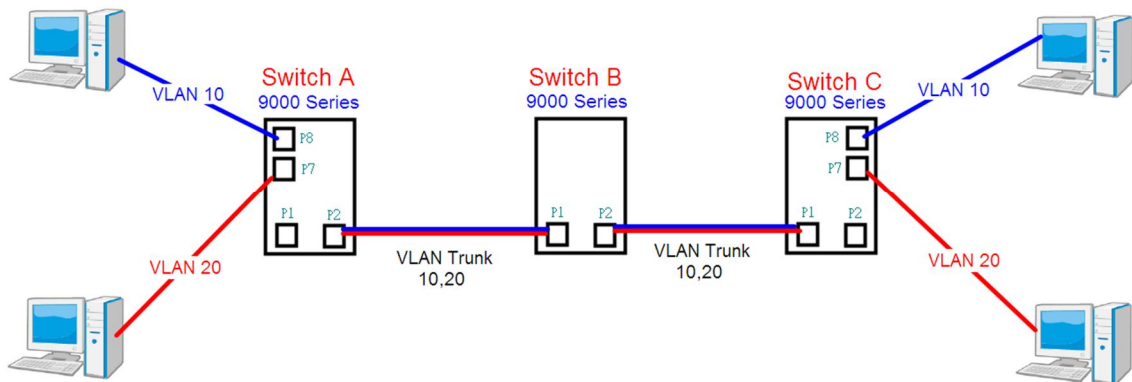 Switch A
9000 Series
Switch B
9000 Series
Switch C
9000 Series
VLAN 10
VLAN 10
P8
P7
P1
P2
P1
P2
P8
P7
P1
P2
VLAN Trunk
10,20
VLAN Trunk
10,20
VLAN 20
VLAN 20